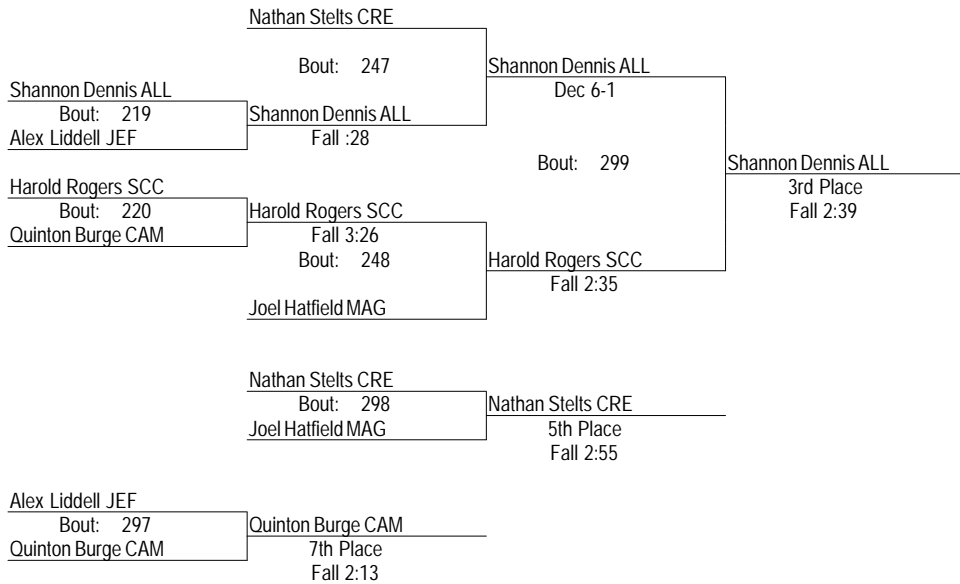 Nathan Stelts CRE
Bout: 247
Shannon Dennis ALL
Dec 6-1
Shannon Dennis ALL
Bout: 219
Alex Liddell JEF
Shannon Dennis ALL
Fall :28
Bout: 299
Shannon Dennis ALL
3rd Place
Fall 2:39
Harold Rogers SCC
Bout: 220
Quinton Burge CAM
Harold Rogers SCC
Fall 3:26
Bout: 248
Harold Rogers SCC
Fall 2:35
Joel Hatfield MAG
Nathan Stelts CRE
Bout: 298
Joel Hatfield MAG
Nathan Stelts CRE
5th Place
Fall 2:55
Alex Liddell JEF
Bout: 297
Quinton Burge CAM
Quinton Burge CAM
7th Place
Fall 2:13